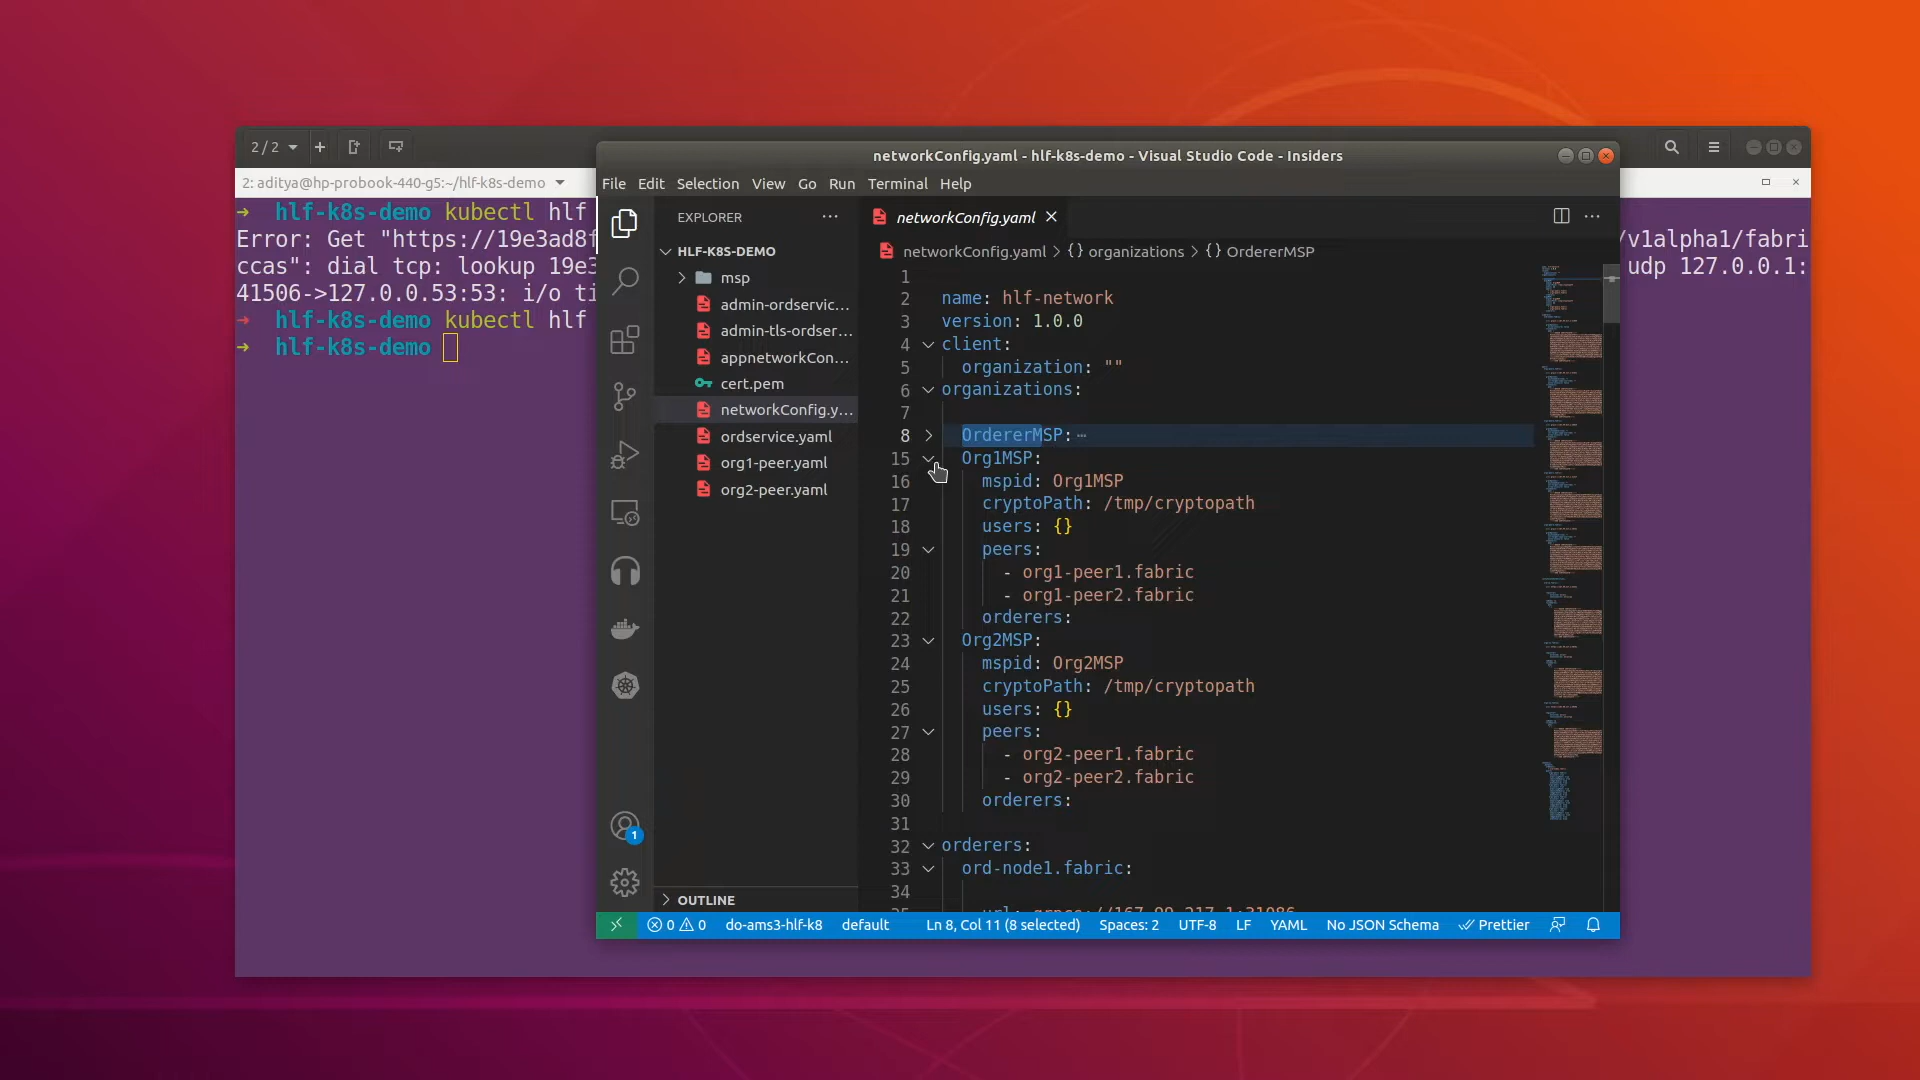 2 / 2
2: aditya@hp-probook-440-g5:~/hlf-k8s-demo
➜ hlf-k8s-demo kubectl hlf
Error: Get "https://19e3ad8f
/v1alpha1/fabri
ccas": dial tcp: lookup 19e3
udp 127.0.0.1:
41506->127.0.0.53:53: i/o ti
➜ hlf-k8s-demo kubectl hlf
➜ hlf-k8s-demo
networkConfig.yaml - hlf-k8s-demo - Visual Studio Code - Insiders
File Edit Selection View Go Run Terminal Help
EXPLORER
HLF-K8S-DEMO
msp
admin-ordservic...
admin-tls-ordser...
appnetworkCon...
cert.pem
networkConfig.y...
ordservice.yaml
org1-peer.yaml
org2-peer.yaml
OUTLINE
1
networkConfig.yaml
networkConfig.yaml > {} organizations > {} OrdererMSP
1
2 name: hlf-network
3 version: 1.0.0
4 client:
5 organization: ""
6 organizations:
7
8 OrdererMSP: ⋯
15 Org1MSP:
16 mspid: Org1MSP
17 cryptoPath: /tmp/cryptopath
18 users: {}
19 peers:
20 - org1-peer1.fabric
21 - org1-peer2.fabric
22 orderers:
23 Org2MSP:
24 mspid: Org2MSP
25 cryptoPath: /tmp/cryptopath
26 users: {}
27 peers:
28 - org2-peer1.fabric
29 - org2-peer2.fabric
30 orderers:
31
32 orderers:
33 ord-node1.fabric:
34
35 url: grpcs://167.99.217.1:31086
0 0 do-ams3-hlf-k8 default Ln 8, Col 11 (8 selected) Spaces: 2 UTF-8 LF YAML No JSON Schema Prettier